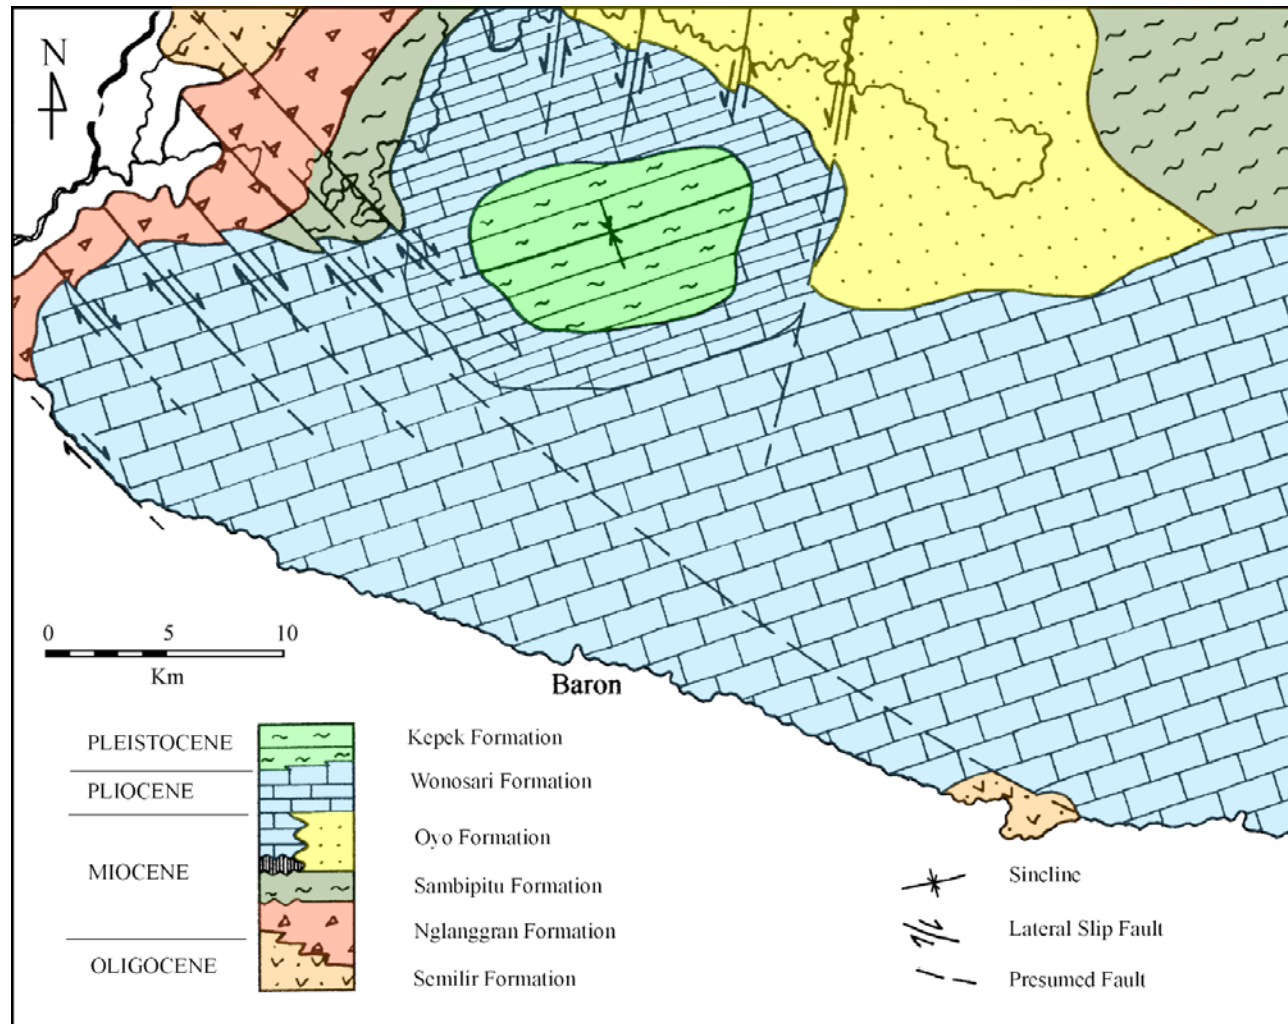 N
0 5 10
Km
Baron
PLEISTOCENE
Kepek Formation
PLIOCENE
Wonosari Formation
MIOCENE
Oyo Formation
Sambipitu Formation
Nglanggran Formation
OLIGOCENE
Semilir Formation
Sincline
Lateral Slip Fault
Presumed Fault